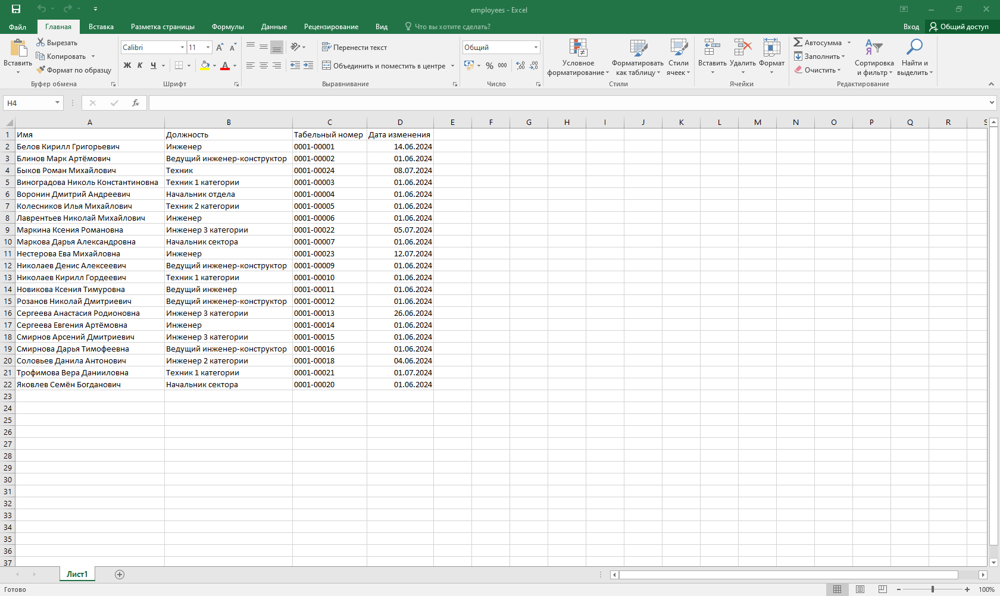 employees - Excel
Файл Главная Вставка Разметка страницы Формулы Данные Рецензирование Вид Что вы хотите сделать? Вход Общий доступ
Вставить
Вырезать
Копировать
Формат по образцу
Буфер обмена
Calibri 11
Ж К Ч
Шрифт
Перенести текст
Объединить и поместить в центре
Выравнивание
Общий
% 000
Число
Условное форматирование
Форматировать как таблицу
Стили ячеек
Стили
Вставить Удалить Формат
Ячейки
Автосумма
Заполнить
Очистить
Сортировка и фильтр
Найти и выделить
Редактирование
H4 fx
A B C D E F G H I J K L M N O P Q R S
1 Имя Должность Табельный номер Дата изменения
2 Белов Кирилл Григорьевич Инженер 0001-00001 14.06.2024
3 Блинов Марк Артёмович Ведущий инженер-конструктор 0001-00002 01.06.2024
4 Быков Роман Михайлович Техник 0001-00024 08.07.2024
5 Виноградова Николь Константиновна Техник 1 категории 0001-00003 01.06.2024
6 Воронин Дмитрий Андреевич Начальник отдела 0001-00004 01.06.2024
7 Колесников Илья Михайлович Техник 2 категории 0001-00005 01.06.2024
8 Лаврентьев Николай Михайлович Инженер 0001-00006 01.06.2024
9 Маркина Ксения Романовна Инженер 3 категории 0001-00022 05.07.2024
10 Маркова Дарья Александровна Начальник сектора 0001-00007 01.06.2024
11 Нестерова Ева Михайловна Инженер 0001-00023 12.07.2024
12 Николаев Денис Алексеевич Ведущий инженер-конструктор 0001-00009 01.06.2024
13 Николаев Кирилл Гордеевич Техник 1 категории 0001-00010 01.06.2024
14 Новикова Ксения Тимуровна Ведущий инженер 0001-00011 01.06.2024
15 Розанов Николай Дмитриевич Ведущий инженер-конструктор 0001-00012 01.06.2024
16 Сергеева Анастасия Родионовна Инженер 3 категории 0001-00013 26.06.2024
17 Сергеева Евгения Артёмовна Инженер 0001-00014 01.06.2024
18 Смирнов Арсений Дмитриевич Инженер 3 категории 0001-00015 01.06.2024
19 Смирнова Дарья Тимофеевна Ведущий инженер-конструктор 0001-00016 01.06.2024
20 Соловьев Данила Антонович Инженер 2 категории 0001-00018 04.06.2024
21 Трофимова Вера Данииловна Техник 1 категории 0001-00021 01.07.2024
22 Яковлев Семён Богданович Начальник сектора 0001-00020 01.06.2024
23
24
25
26
27
28
29
30
31
32
33
34
35
36
37
Лист1
Готово 100%